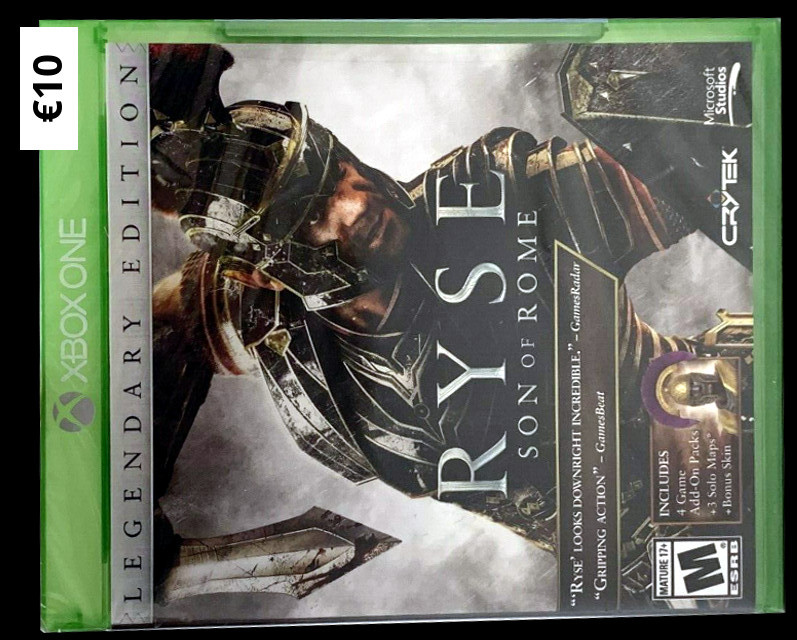 €10
XBOX ONE
LEGENDARY EDITION
RYSE
SON OF ROME
“‘RYSE’ LOOKS DOWNRIGHT INCREDIBLE.” – GamesRadar
“GRIPPING ACTION” – GamesBeat
INCLUDES
4 Game
Add-On Packs
+3 Solo Maps*
+Bonus Skin
MATURE 17+
M
ESRB
CRYTEK
Microsoft
Studios